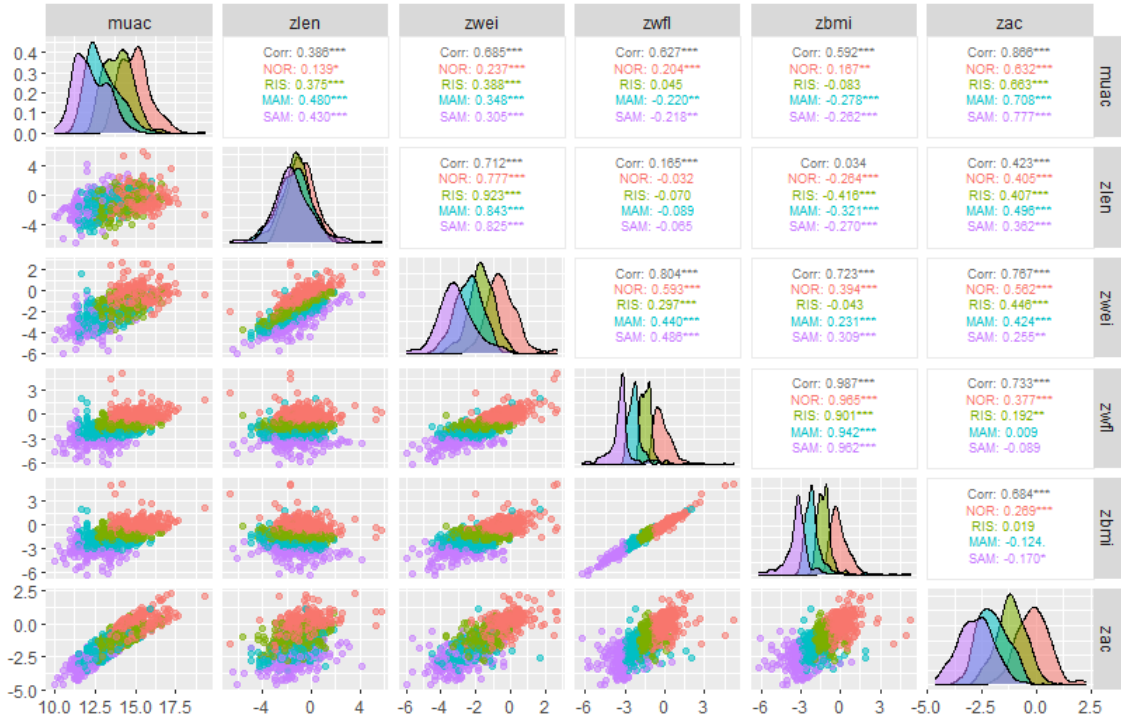 muac zlen zwei zwfl zbmi zac
0.4
0.3
0.2
0.1
0.0
Corr: 0.386*** Corr: 0.685*** Corr: 0.627*** Corr: 0.592*** Corr: 0.866***
NOR: 0.139* NOR: 0.237*** NOR: 0.204*** NOR: 0.167** NOR: 0.632***
RIS: 0.375*** RIS: 0.388*** RIS: 0.045 RIS: -0.083 RIS: 0.663***
MAM: 0.480*** MAM: 0.348*** MAM: -0.220** MAM: -0.278*** MAM: 0.708***
SAM: 0.430*** SAM: 0.305*** SAM: -0.218** SAM: -0.262*** SAM: 0.777***
muac
4
0
-4
Corr: 0.712*** Corr: 0.165*** Corr: 0.034 Corr: 0.423***
NOR: 0.777*** NOR: -0.032 NOR: -0.264*** NOR: 0.405***
RIS: 0.923*** RIS: -0.070 RIS: -0.416*** RIS: 0.407***
MAM: 0.843*** MAM: -0.089 MAM: -0.321*** MAM: 0.496***
SAM: 0.825*** SAM: -0.065 SAM: -0.270*** SAM: 0.362***
zlen
2
0
-2
-4
-6
Corr: 0.804*** Corr: 0.723*** Corr: 0.767***
NOR: 0.593*** NOR: 0.394*** NOR: 0.562***
RIS: 0.297*** RIS: -0.043 RIS: 0.446***
MAM: 0.440*** MAM: 0.231*** MAM: 0.424***
SAM: 0.486*** SAM: 0.309*** SAM: 0.255**
zwei
3
0
-3
-6
Corr: 0.987*** Corr: 0.733***
NOR: 0.965*** NOR: 0.377***
RIS: 0.901*** RIS: 0.192**
MAM: 0.942*** MAM: 0.009
SAM: 0.962*** SAM: -0.089
zwfl
3
0
-3
-6
Corr: 0.684***
NOR: 0.269***
RIS: 0.019
MAM: -0.124.
SAM: -0.170*
zbmi
2.5
0.0
-2.5
-5.0
zac
10.0 12.5 15.0 17.5 -4 0 4 -6 -4 -2 0 2 -6 -3 0 3 -6 -3 0 3 -5.0 -2.5 0.0 2.5